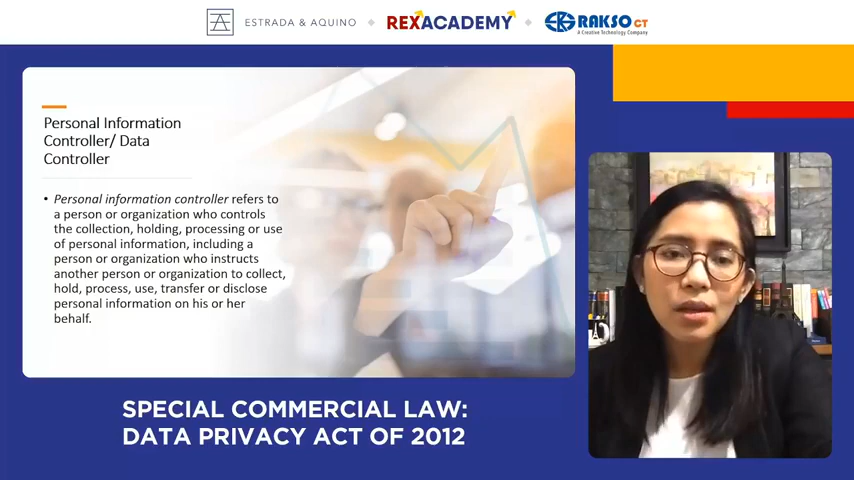 ESTRADA & AQUINO
REXACADEMY
RAKSO CT
A Creative Technology Company
Personal Information
Controller/ Data
Controller
• Personal information controller refers to
a person or organization who controls
the collection, holding, processing or use
of personal information, including a
person or organization who instructs
another person or organization to collect,
hold, process, use, transfer or disclose
personal information on his or her
behalf.
SPECIAL COMMERCIAL LAW:
DATA PRIVACY ACT OF 2012